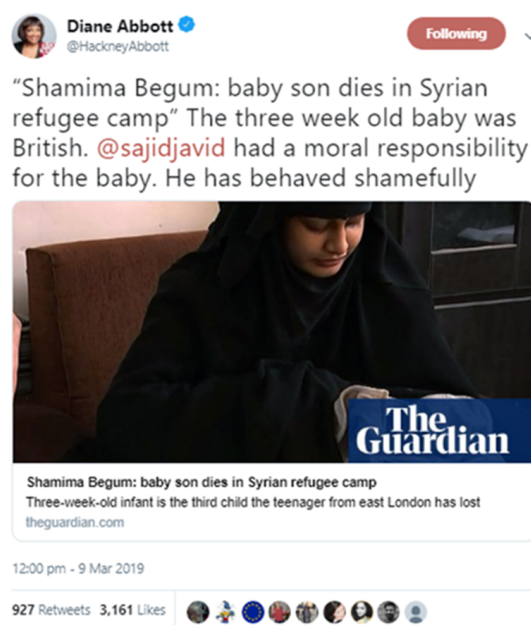 Diane Abbott
@HackneyAbbott
Following
“Shamima Begum: baby son dies in Syrian
refugee camp” The three week old baby was
British. @sajidjavid had a moral responsibility
for the baby. He has behaved shamefully
The
Guardian
Shamima Begum: baby son dies in Syrian refugee camp
Three-week-old infant is the third child the teenager from east London has lost
theguardian.com
12:00 pm - 9 Mar 2019
927 Retweets 3,161 Likes